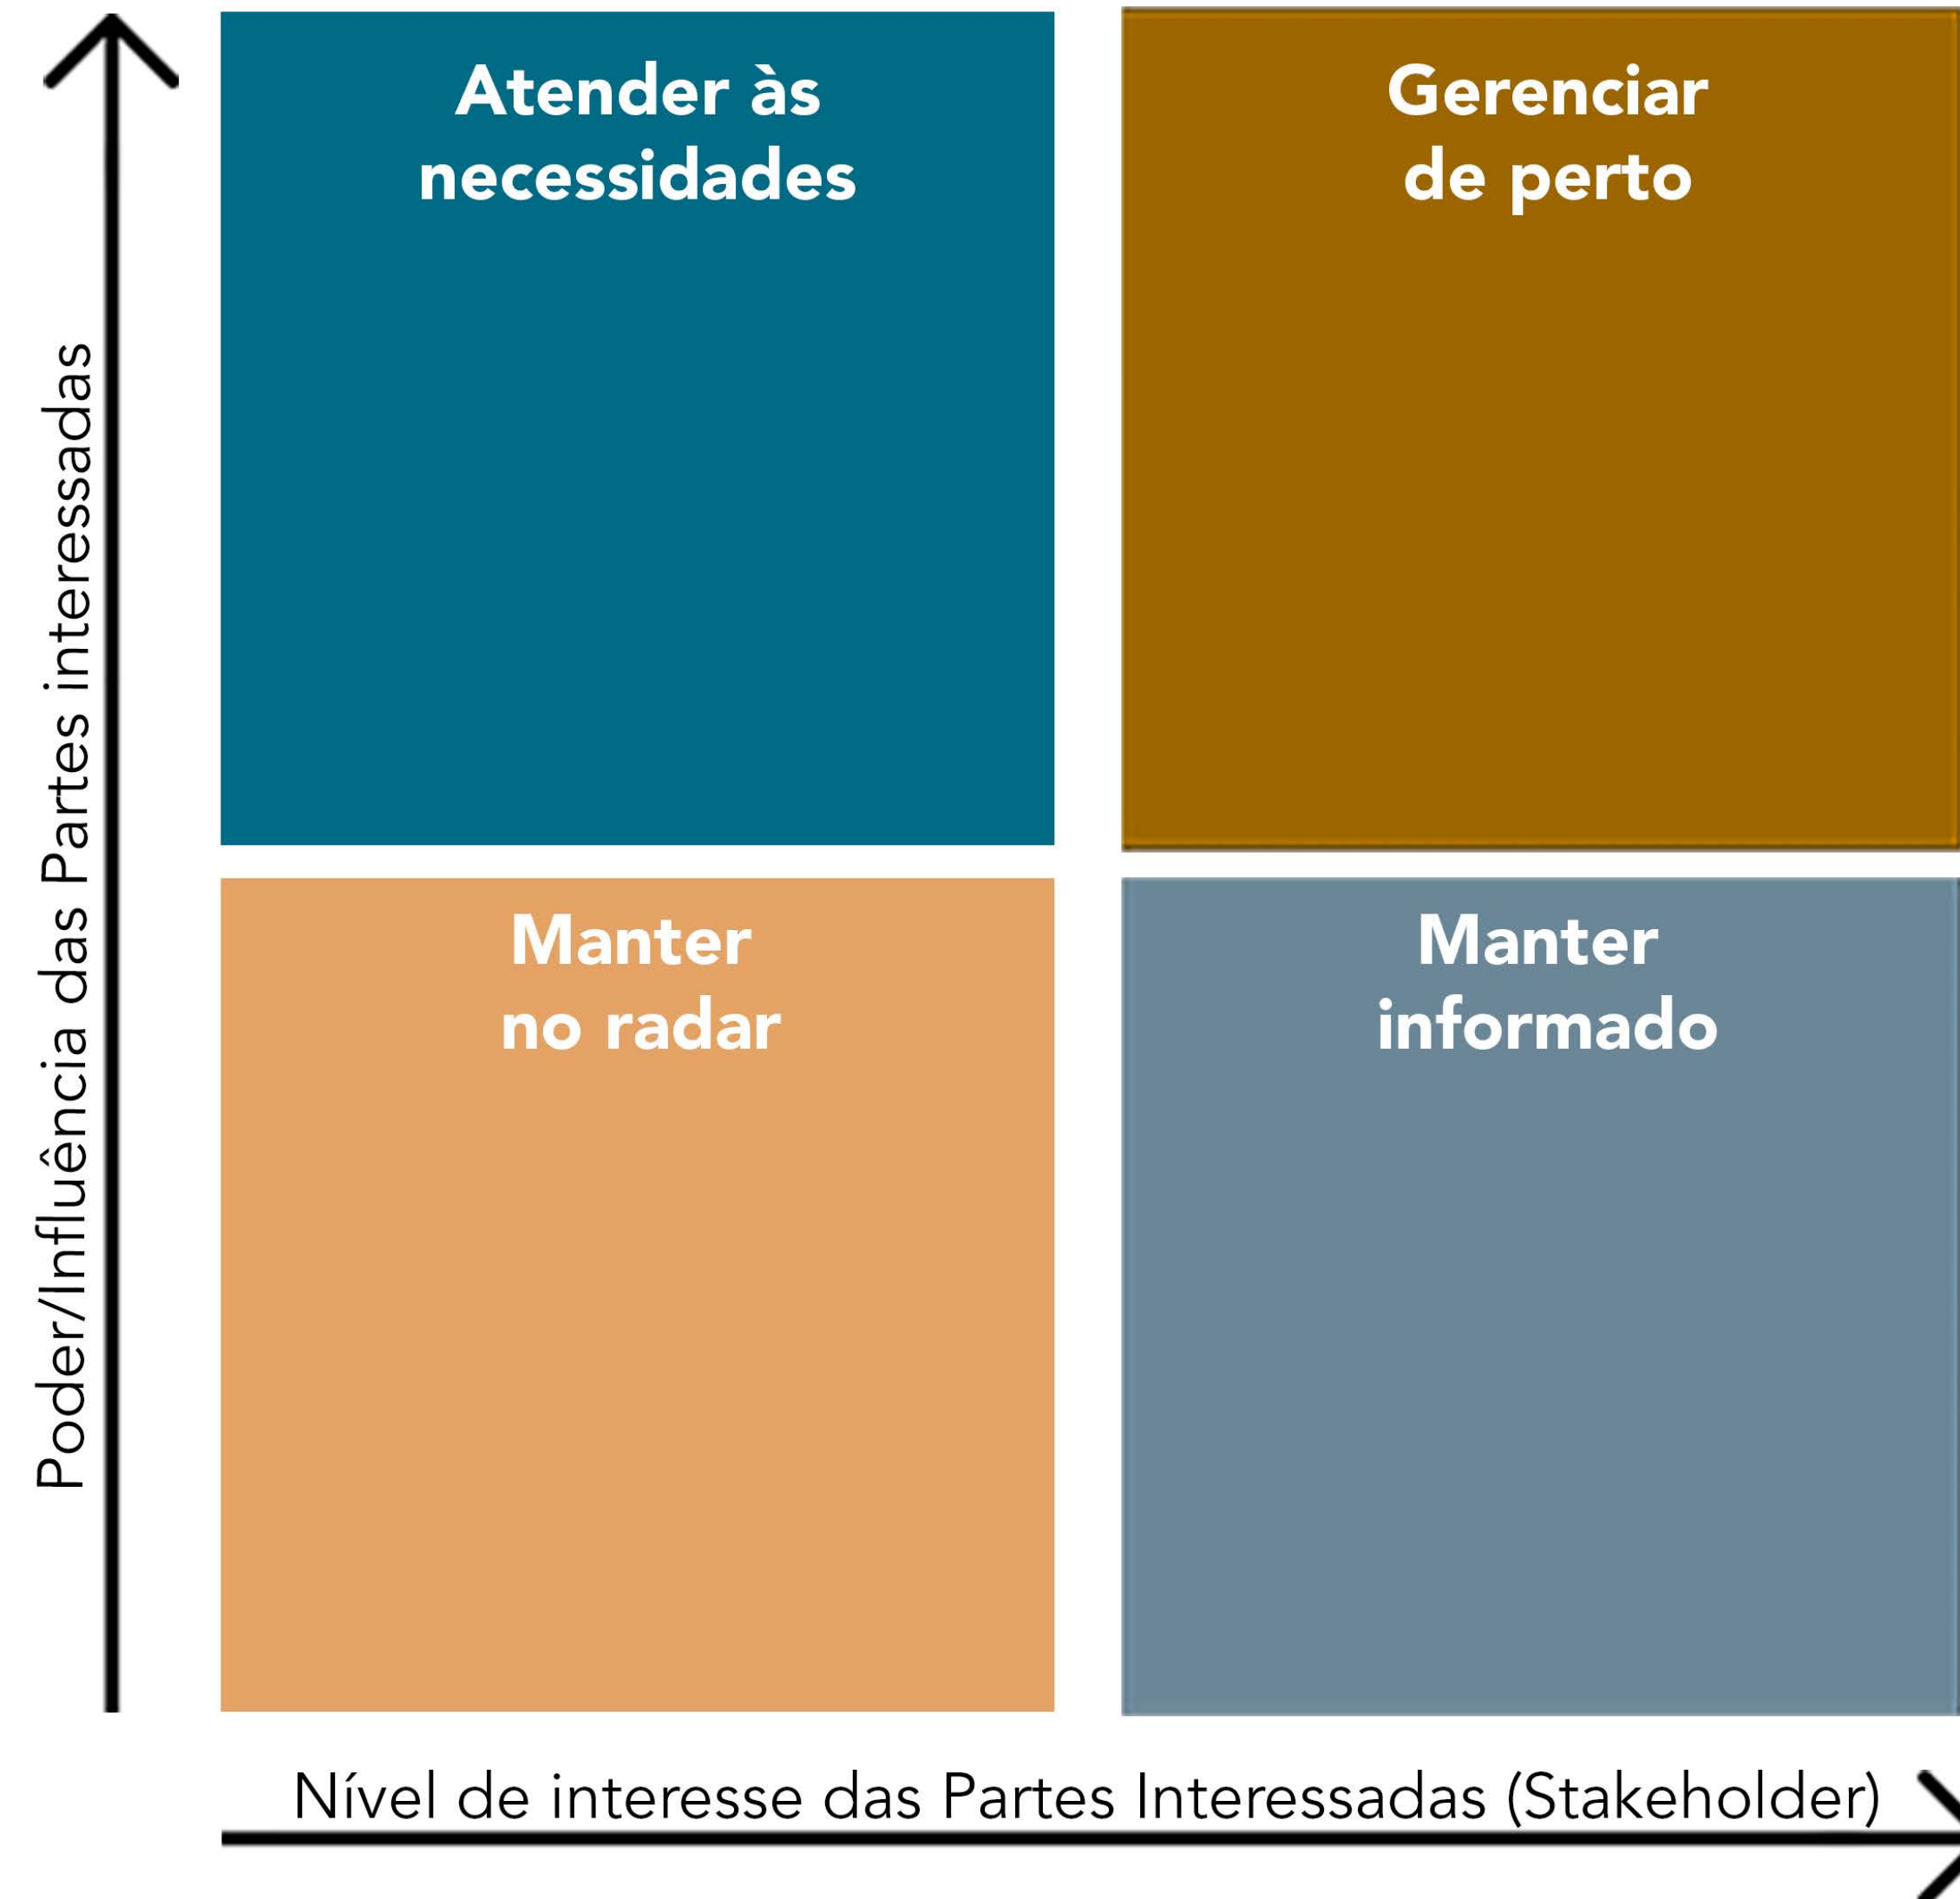 Poder/Influência das Partes interessadas
Atender às
necessidades
Gerenciar
de perto
Manter
no radar
Manter
informado
Nível de interesse das Partes Interessadas (Stakeholder)